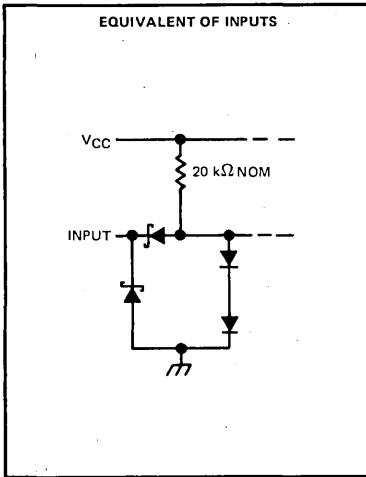 EQUIVALENT OF INPUTS
VCC
20 kΩ NOM
INPUT